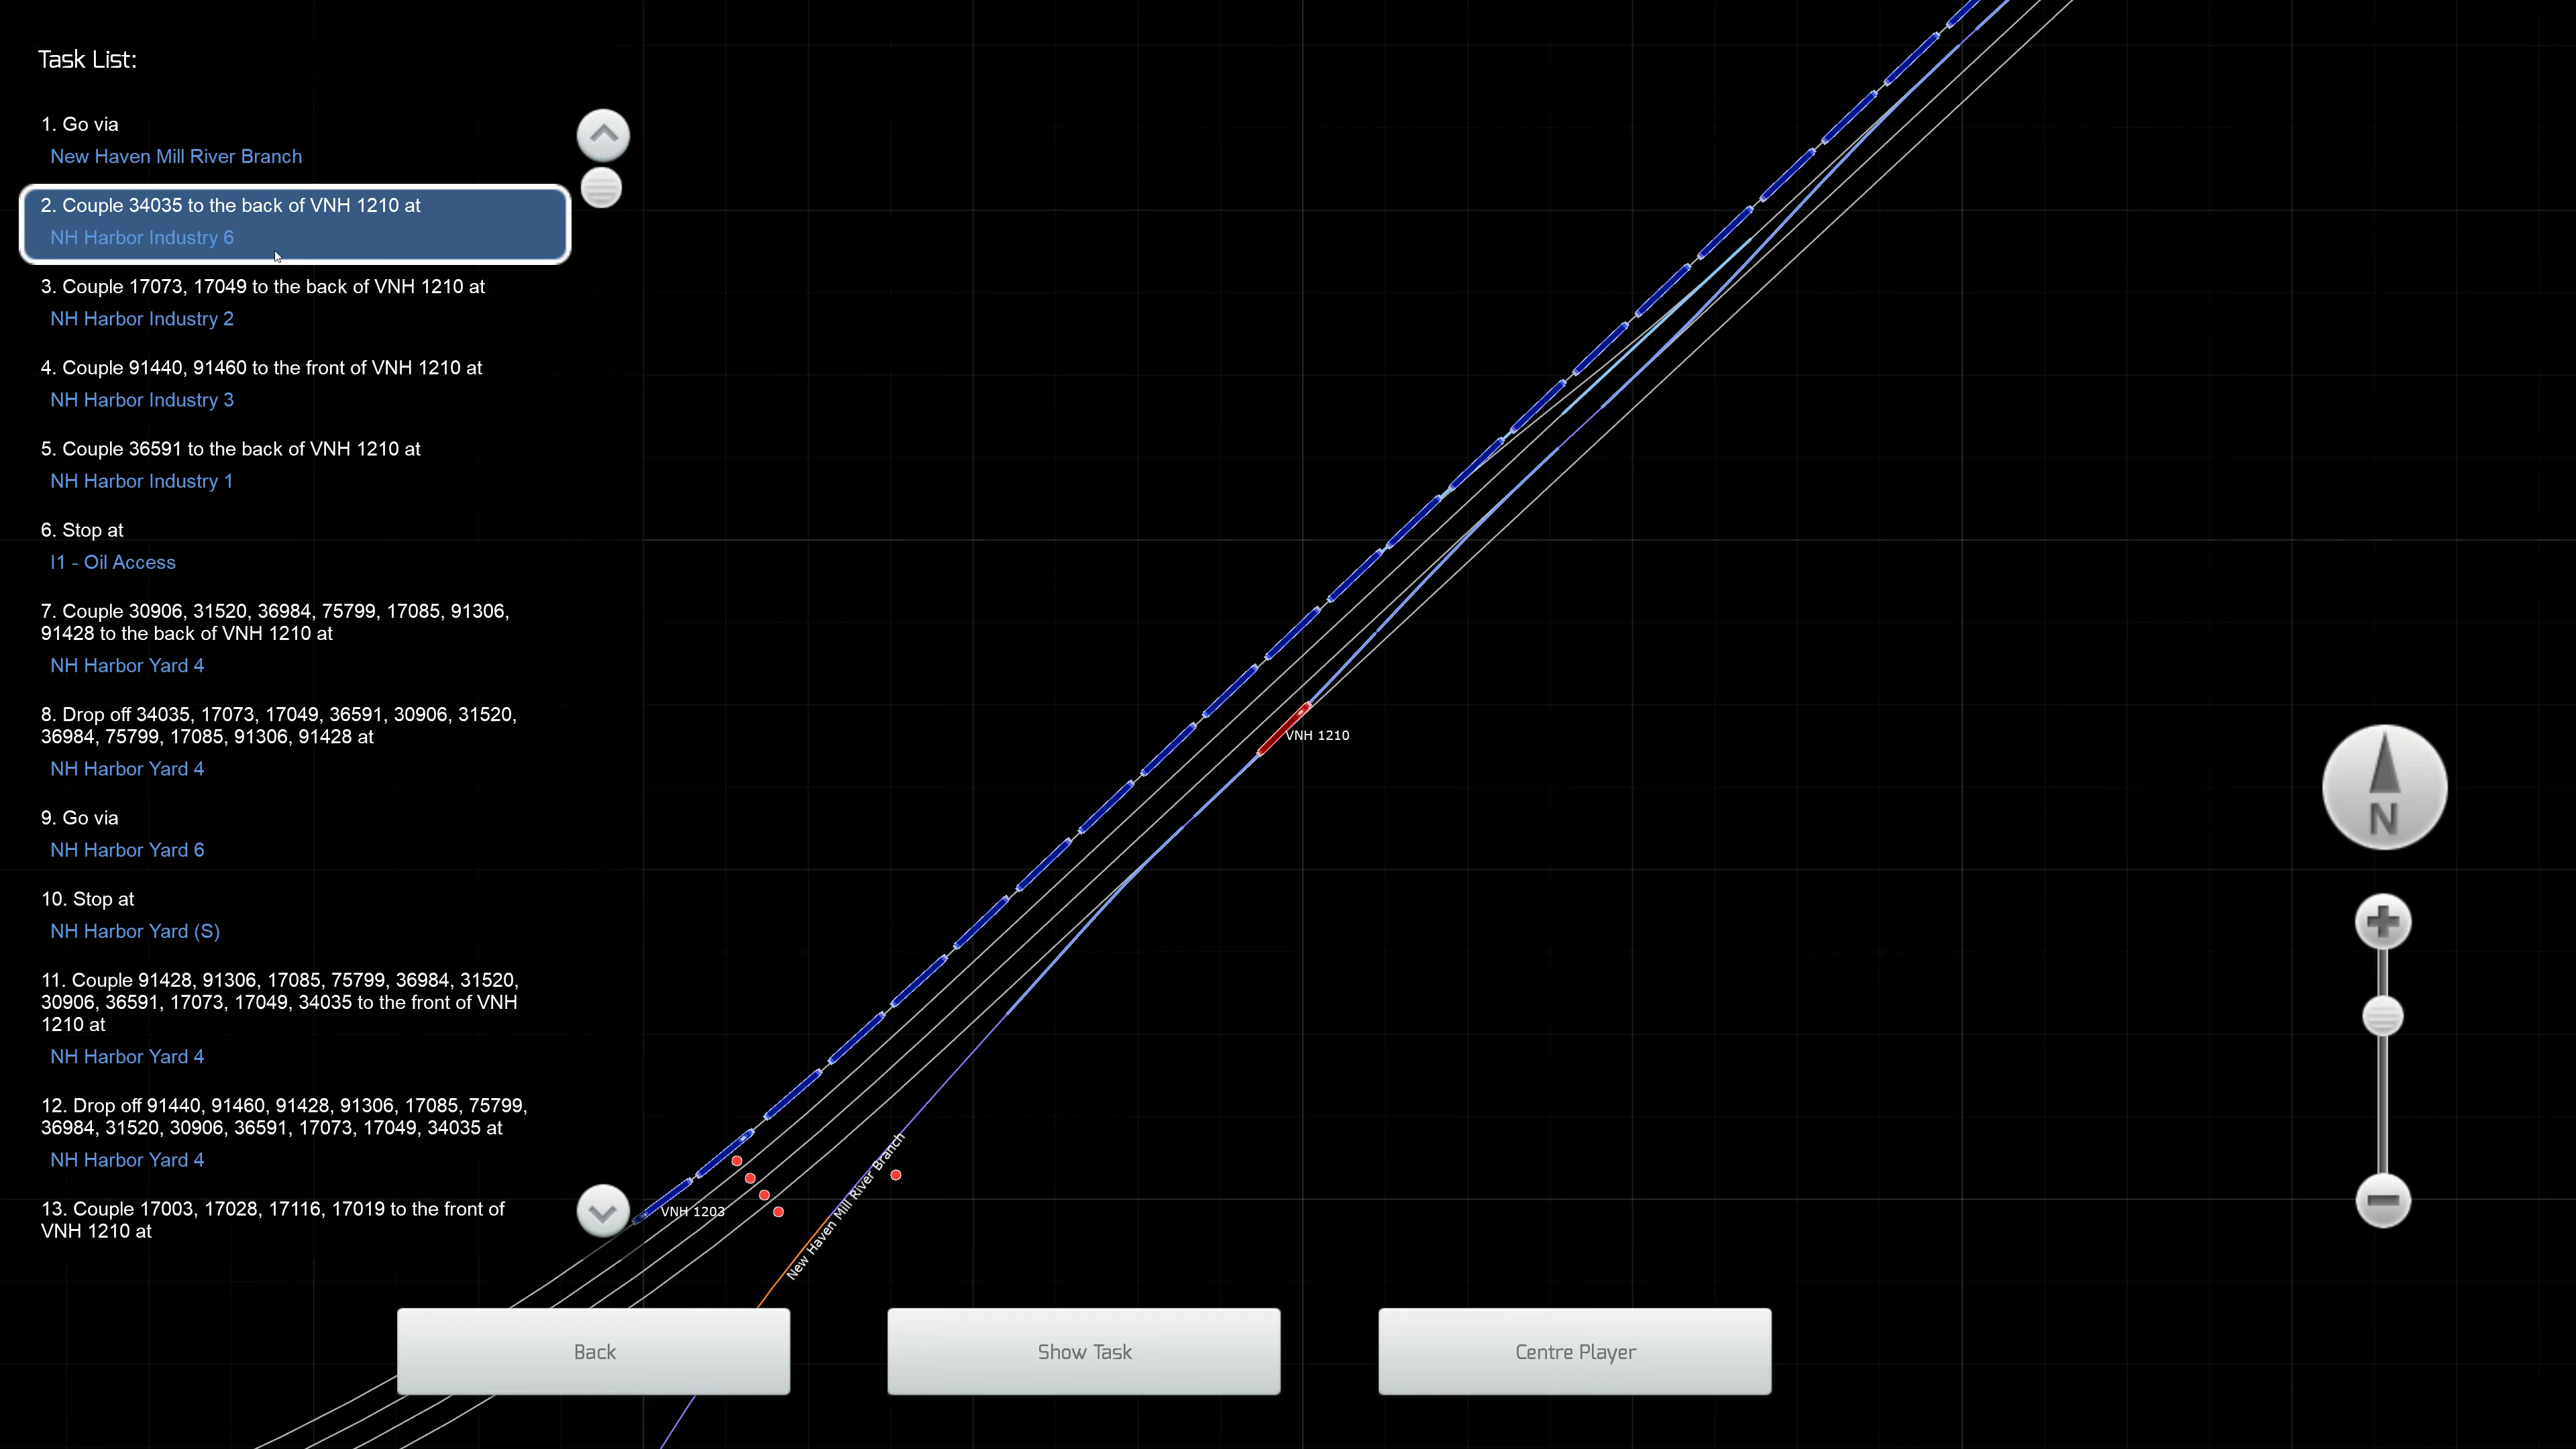 Task List:
1. Go via
New Haven Mill River Branch
2. Couple 34035 to the back of VNH 1210 at
NH Harbor Industry 6
3. Couple 17073, 17049 to the back of VNH 1210 at
NH Harbor Industry 2
4. Couple 91440, 91460 to the front of VNH 1210 at
NH Harbor Industry 3
5. Couple 36591 to the back of VNH 1210 at
NH Harbor Industry 1
6. Stop at
I1 - Oil Access
7. Couple 30906, 31520, 36984, 75799, 17085, 91306,
91428 to the back of VNH 1210 at
NH Harbor Yard 4
8. Drop off 34035, 17073, 17049, 36591, 30906, 31520,
36984, 75799, 17085, 91306, 91428 at
NH Harbor Yard 4
9. Go via
NH Harbor Yard 6
10. Stop at
NH Harbor Yard (S)
11. Couple 91428, 91306, 17085, 75799, 36984, 31520,
30906, 36591, 17073, 17049, 34035 to the front of VNH
1210 at
NH Harbor Yard 4
12. Drop off 91440, 91460, 91428, 91306, 17085, 75799,
36984, 31520, 30906, 36591, 17073, 17049, 34035 at
NH Harbor Yard 4
13. Couple 17003, 17028, 17116, 17019 to the front of
VNH 1210 at
VNH 1210
VNH 1203
New Haven Mill River Branch
N
Back
Show Task
Centre Player